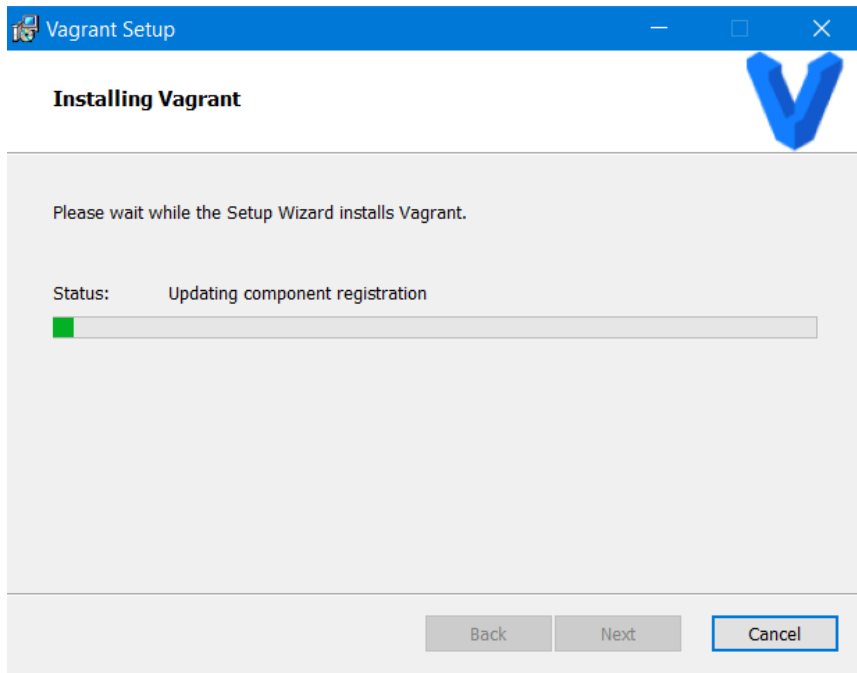 Vagrant Setup
Installing Vagrant
Please wait while the Setup Wizard installs Vagrant.
Status: Updating component registration
Back Next Cancel